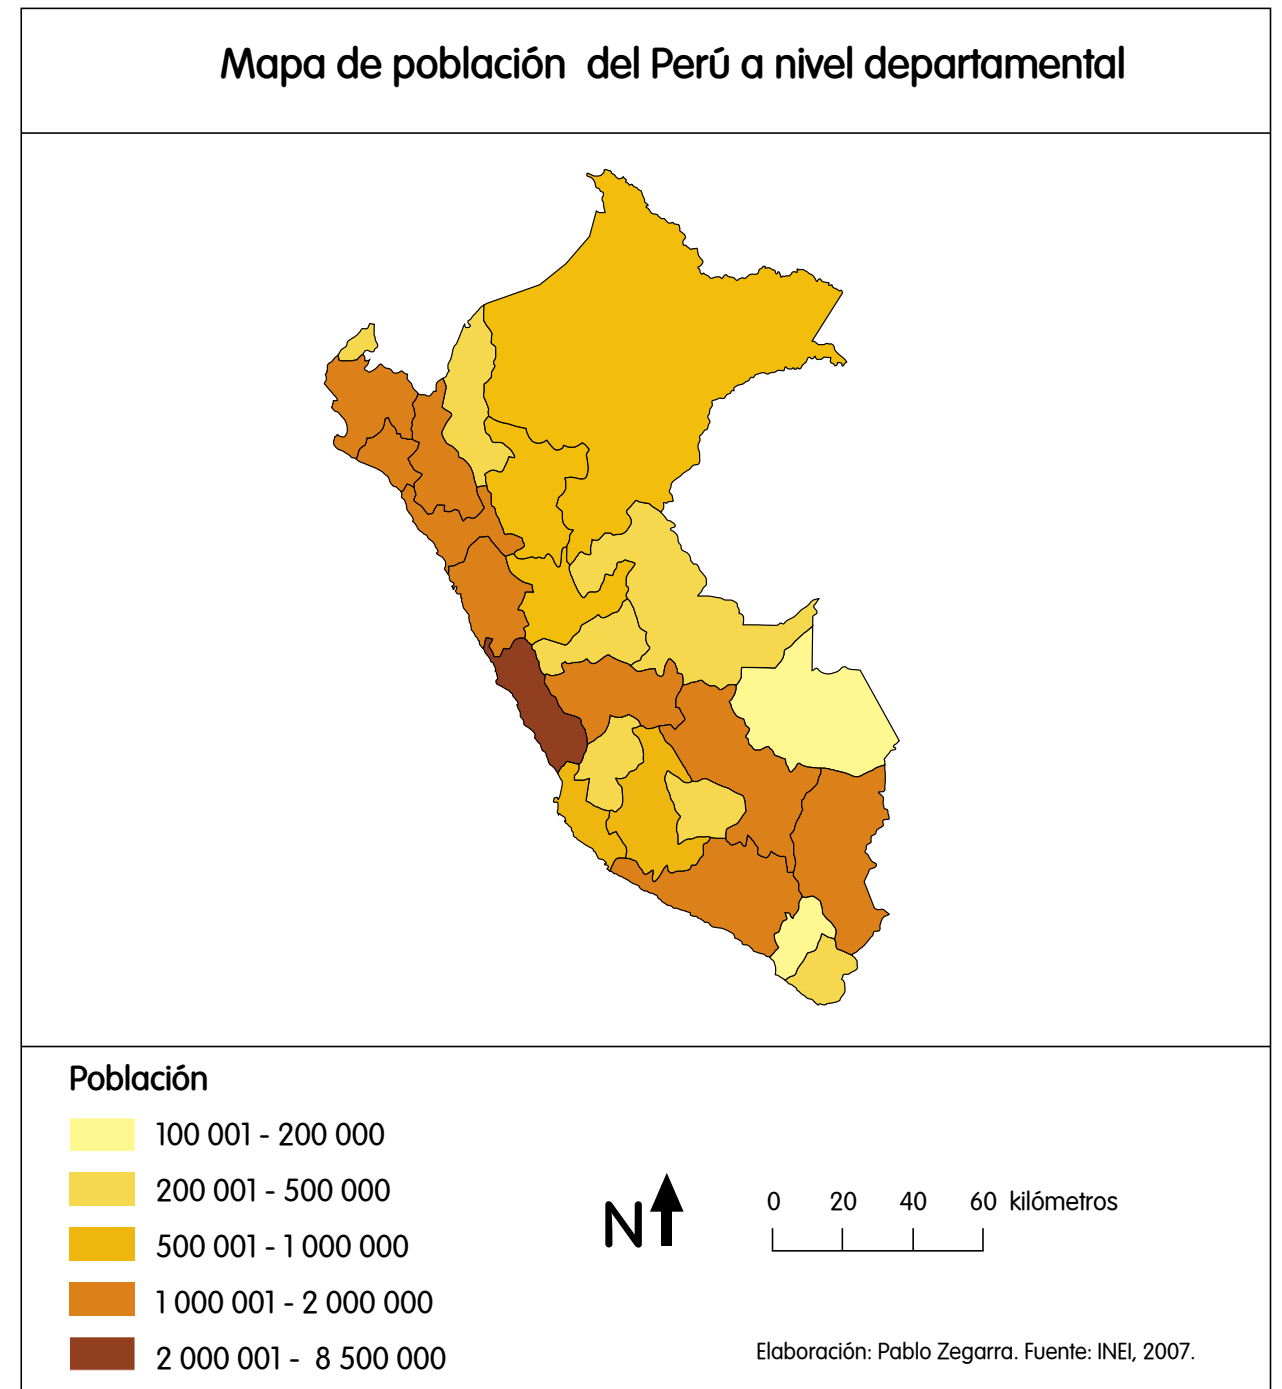 Mapa de población del Perú a nivel departamental
Población
100 001 - 200 000
200 001 - 500 000
500 001 - 1 000 000
1 000 001 - 2 000 000
2 000 001 - 8 500 000
N
0 20 40 60 kilómetros
Elaboración: Pablo Zegarra. Fuente: INEI, 2007.